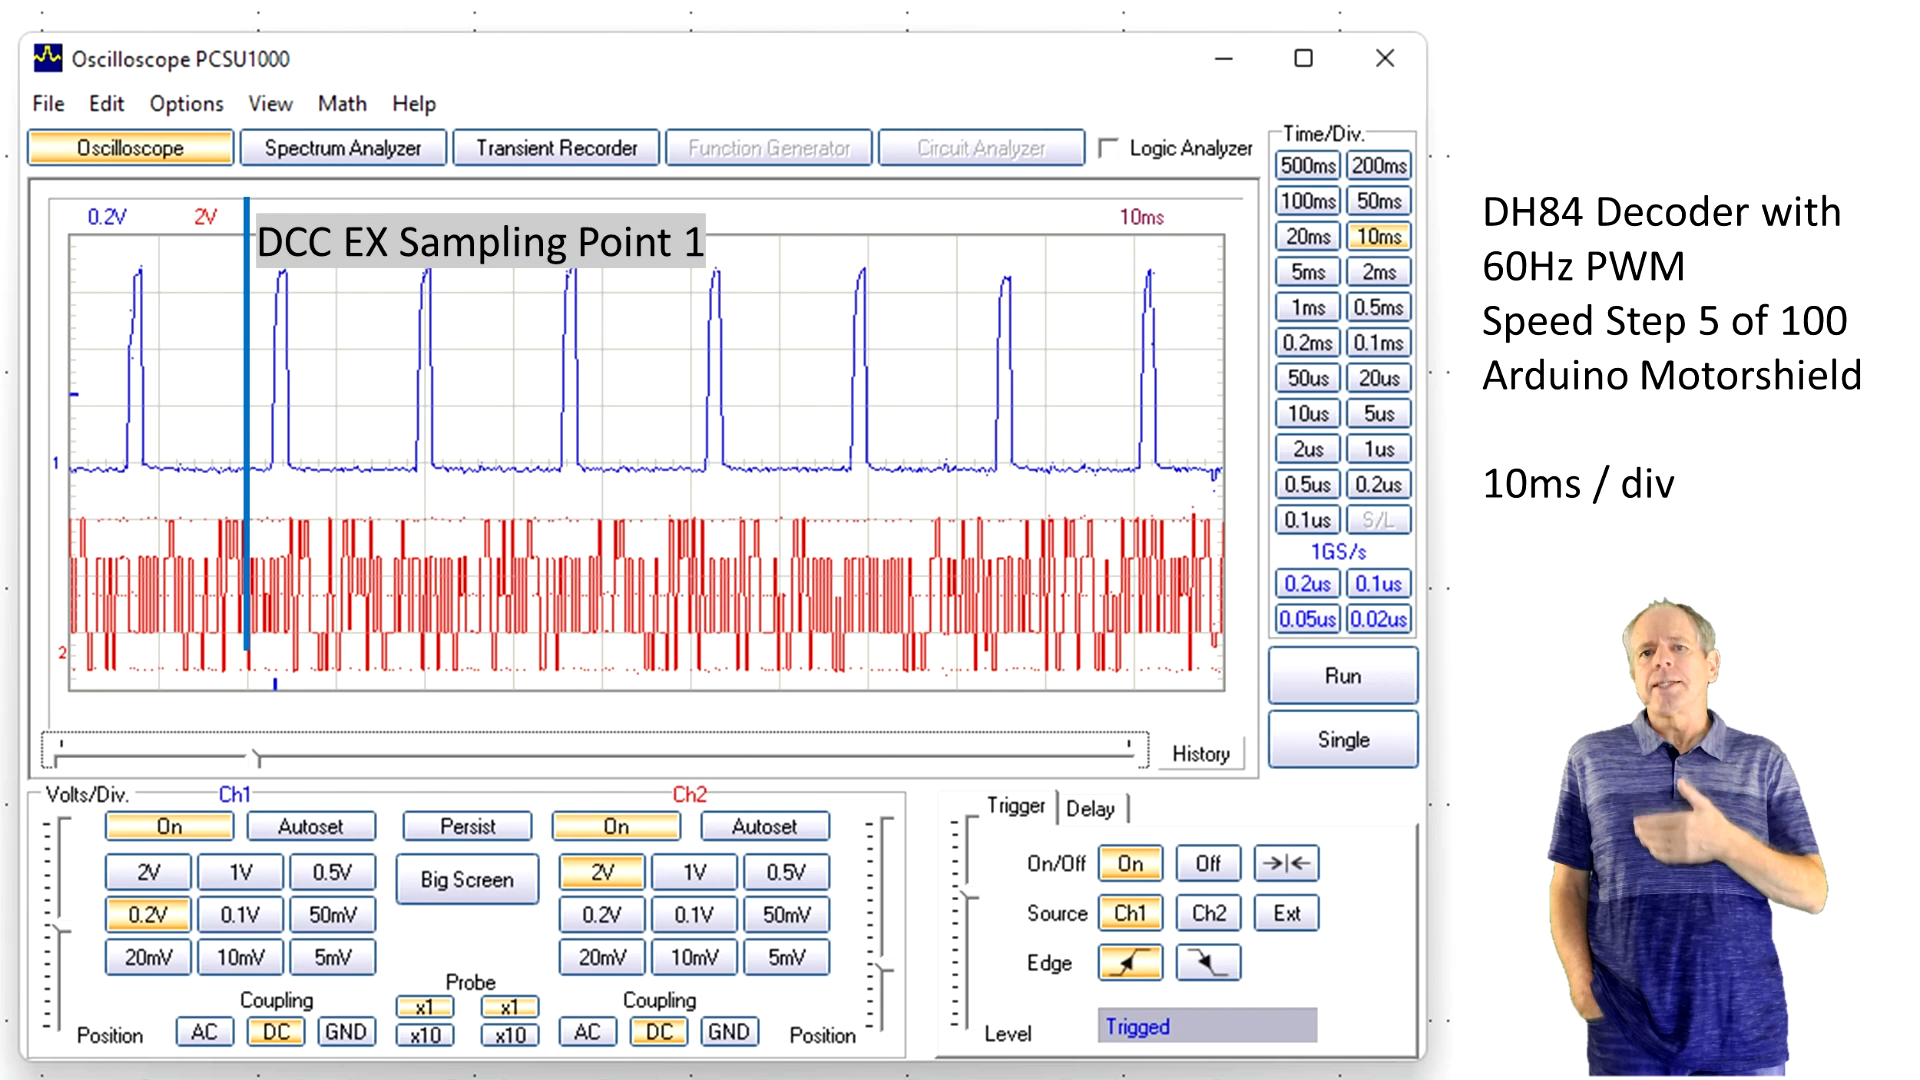 Oscilloscope PCSU1000
File Edit Options View Math Help
Oscilloscope Spectrum Analyzer Transient Recorder Function Generator Circuit Analyzer Logic Analyzer
Time/Div.
500ms 200ms
100ms 50ms
20ms 10ms
5ms 2ms
1ms 0.5ms
0.2ms 0.1ms
50us 20us
10us 5us
2us 1us
0.5us 0.2us
0.1us S/L
1GS/s
0.2us 0.1us
0.05us 0.02us
Run
Single
0.2V 2V 10ms
DCC EX Sampling Point 1
1
2
History
DH84 Decoder with
60Hz PWM
Speed Step 5 of 100
Arduino Motorshield
10ms / div
Volts/Div. Ch1 Ch2
On Autoset Persist On Autoset
2V 1V 0.5V Big Screen 2V 1V 0.5V
0.2V 0.1V 50mV 0.2V 0.1V 50mV
20mV 10mV 5mV 20mV 10mV 5mV
Coupling Probe Coupling
x1 x1
Position AC DC GND x10 x10 AC DC GND Position
Trigger Delay
On/Off On Off
Source Ch1 Ch2 Ext
Edge
Level Triggered